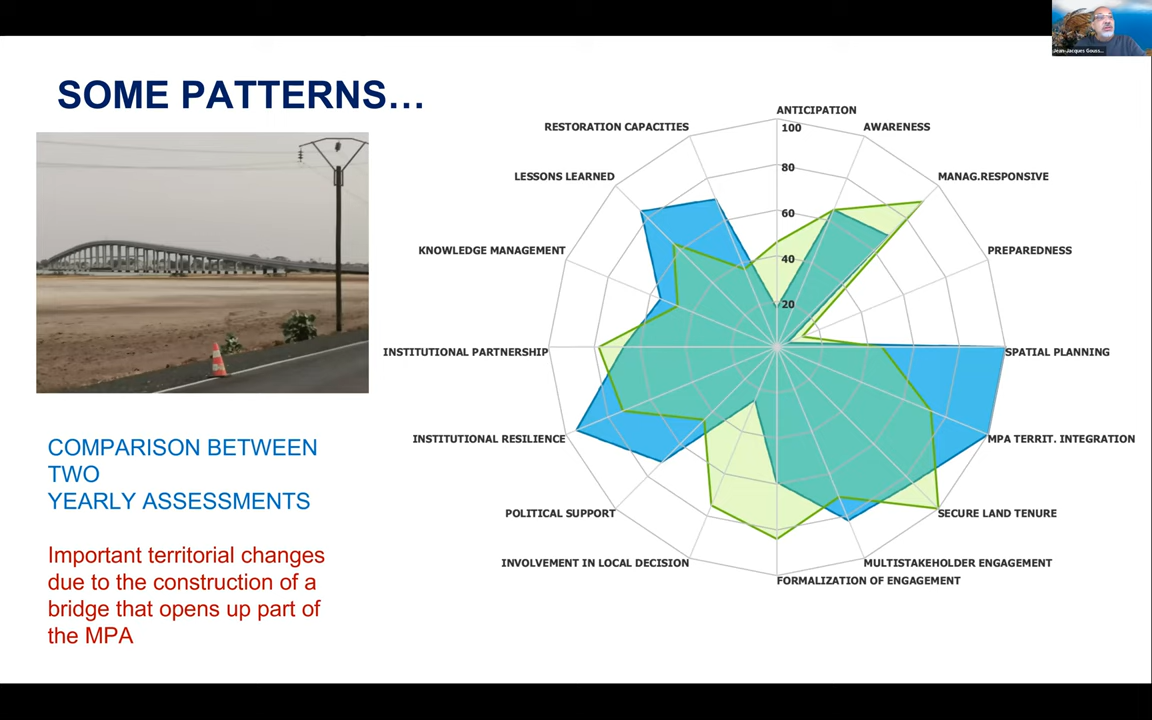 Jean-Jacques Gouss...
SOME PATTERNS…
COMPARISON BETWEEN
TWO
YEARLY ASSESSMENTS
Important territorial changes
due to the construction of a
bridge that opens up part of
the MPA
ANTICIPATION
AWARENESS
MANAG.RESPONSIVE
PREPAREDNESS
SPATIAL PLANNING
MPA TERRIT. INTEGRATION
SECURE LAND TENURE
MULTISTAKEHOLDER ENGAGEMENT
FORMALIZATION OF ENGAGEMENT
INVOLVEMENT IN LOCAL DECISION
POLITICAL SUPPORT
INSTITUTIONAL RESILIENCE
INSTITUTIONAL PARTNERSHIP
KNOWLEDGE MANAGEMENT
LESSONS LEARNED
RESTORATION CAPACITIES
100
80
60
40
20